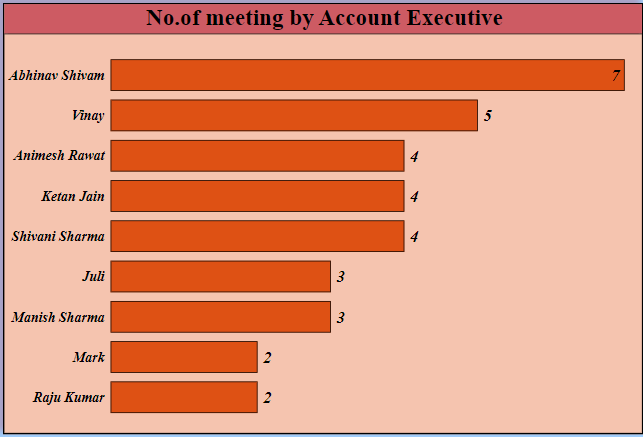 No.of meeting by Account Executive
Abhinav Shivam 7
Vinay 5
Animesh Rawat 4
Ketan Jain 4
Shivani Sharma 4
Juli 3
Manish Sharma 3
Mark 2
Raju Kumar 2